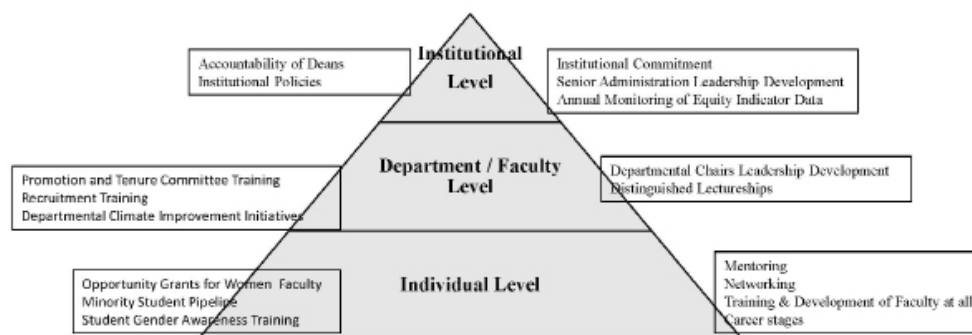 Institutional
Level
Accountability of Deans
Institutional Policies
Institutional Commitment
Senior Administration Leadership Development
Annual Monitoring of Equity Indicator Data
Department / Faculty
Level
Promotion and Tenure Committee Training
Recruitment Training
Departmental Climate Improvement Initiatives
Departmental Chairs Leadership Development
Distinguished Lectureships
Individual Level
Opportunity Grants for Women Faculty
Minority Student Pipeline
Student Gender Awareness Training
Mentoring
Networking
Training & Development of Faculty at all
Career stages